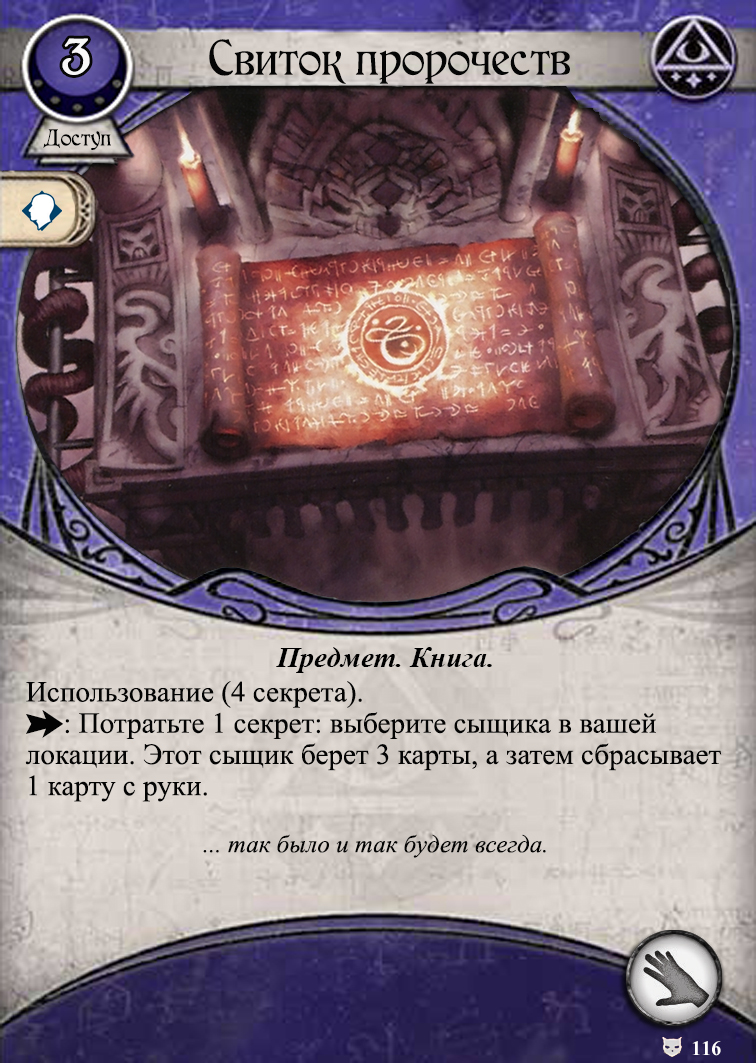 3
Свиток пророчеств
Доступ
Предмет. Книга.
Использование (4 секрета).
: Потратьте 1 секрет: выберите сыщика в вашей
локации. Этот сыщик берет 3 карты, а затем сбрасывает
1 карту с руки.
... так было и так будет всегда.
116